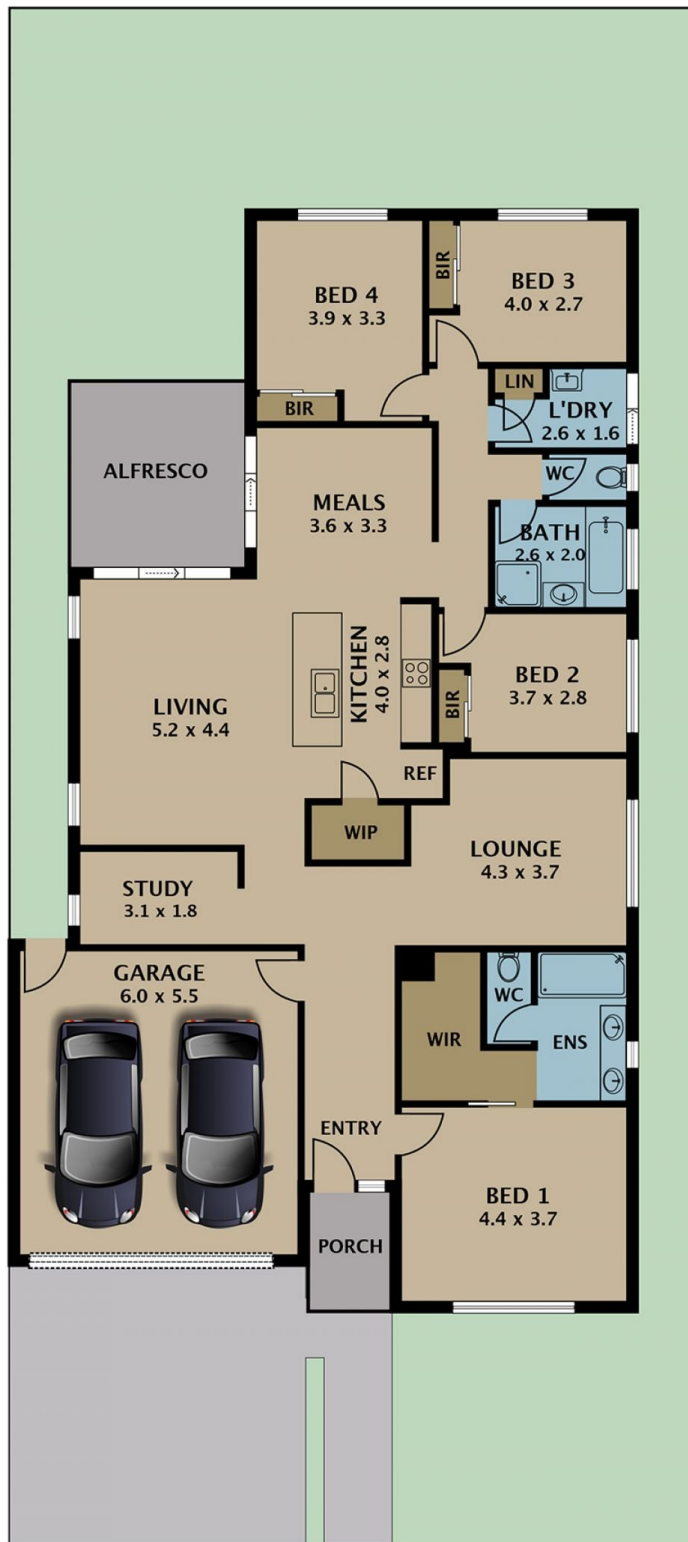 BED 4
3.9 x 3.3
BIR
BIR
BED 3
4.0 x 2.7
LIN
L'DRY
2.6 x 1.6
ALFRESCO
MEALS
3.6 x 3.3
WC
BATH
2.6 x 2.0
KITCHEN
4.0 x 2.8
LIVING
5.2 x 4.4
BIR
BED 2
3.7 x 2.8
REF
WIP
LOUNGE
4.3 x 3.7
STUDY
3.1 x 1.8
GARAGE
6.0 x 5.5
WC
WIR
ENS
ENTRY
BED 1
4.4 x 3.7
PORCH